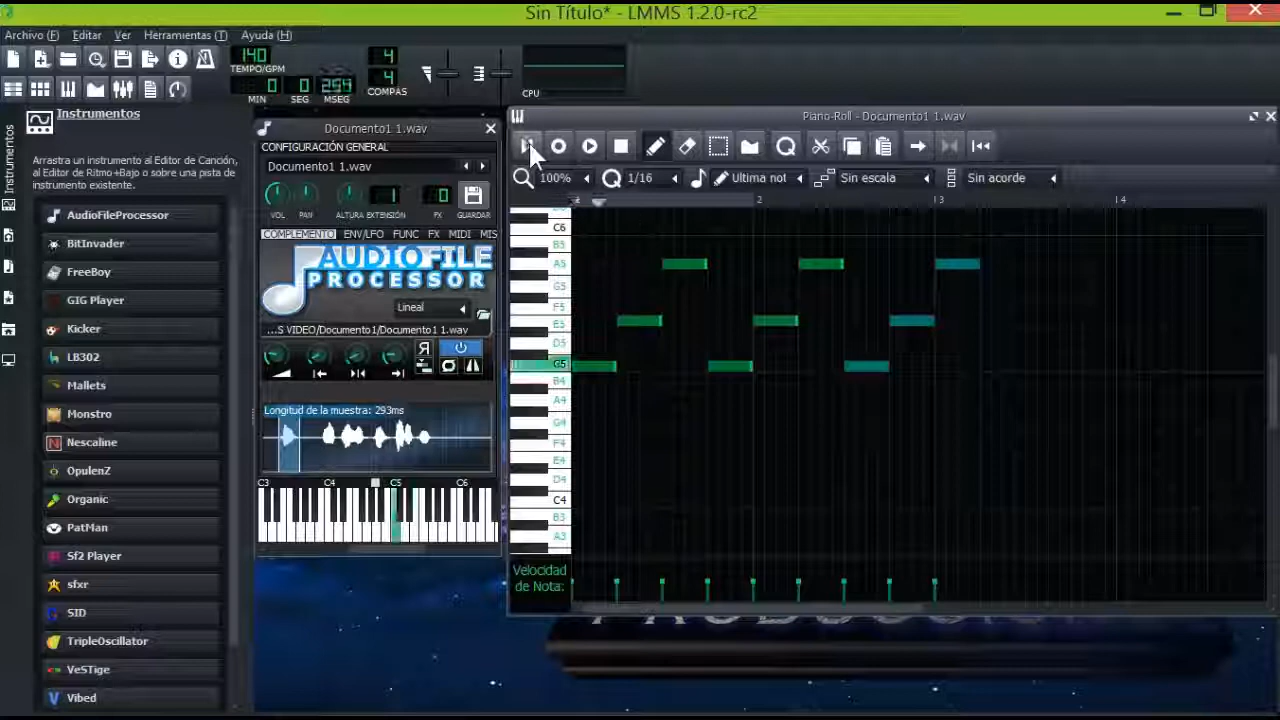 Sin Título* - LMMS 1.2.0-rc2
Archivo (F) Editar Ver Herramientas (T) Ayuda (H)
140
TEMPO/GPM
0 0 294
MIN SEG MSEG
4
4
COMPÁS
CPU
Instrumentos
Instrumentos
Arrastra un instrumento al Editor de Canción,
al Editor de Ritmo+Bajo o sobre una pista de
instrumento existente.
AudioFileProcessor
BitInvader
FreeBoy
GIG Player
Kicker
LB302
Mallets
Monstro
Nescaline
OpulenZ
Organic
PatMan
Sf2 Player
sfxr
SID
TripleOscillator
VeSTige
Vibed
Documento1 1.wav
CONFIGURACIÓN GENERAL
Documento1 1.wav
1 0
VOL PAN ALTURA EXTENSIÓN FX GUARDAR
COMPLEMENTO ENV/LFO FUNC FX MIDI MIS
AUDIO FILE
PROCESSOR
Lineal
...S VIDEO/Documento1/Documento1 1.wav
Longitud de la muestra: 293ms
C3 C4 C5 C6
Piano-Roll - Documento1 1.wav
100% 1/16 Ultima not Sin escala Sin acorde
2 3 4
C6
B5
A5
G5
F5
E5
D5
B4
A4
G4
F4
E4
D4
C4
B3
A3
Velocidad
de Nota: